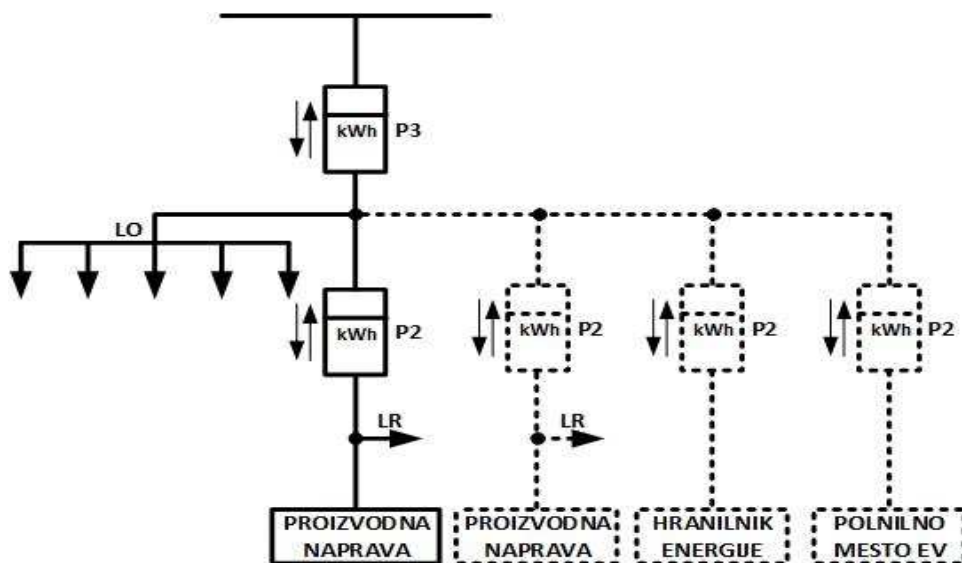 kWh P3
LO
kWh P2
kWh P2
kWh P2
kWh P2
LR
LR
PROIZVODNA
NAPRAVA
PROIZVODNA
NAPRAVA
HRANILNIK
ENERGIJE
POLNILNO
MESTO EV